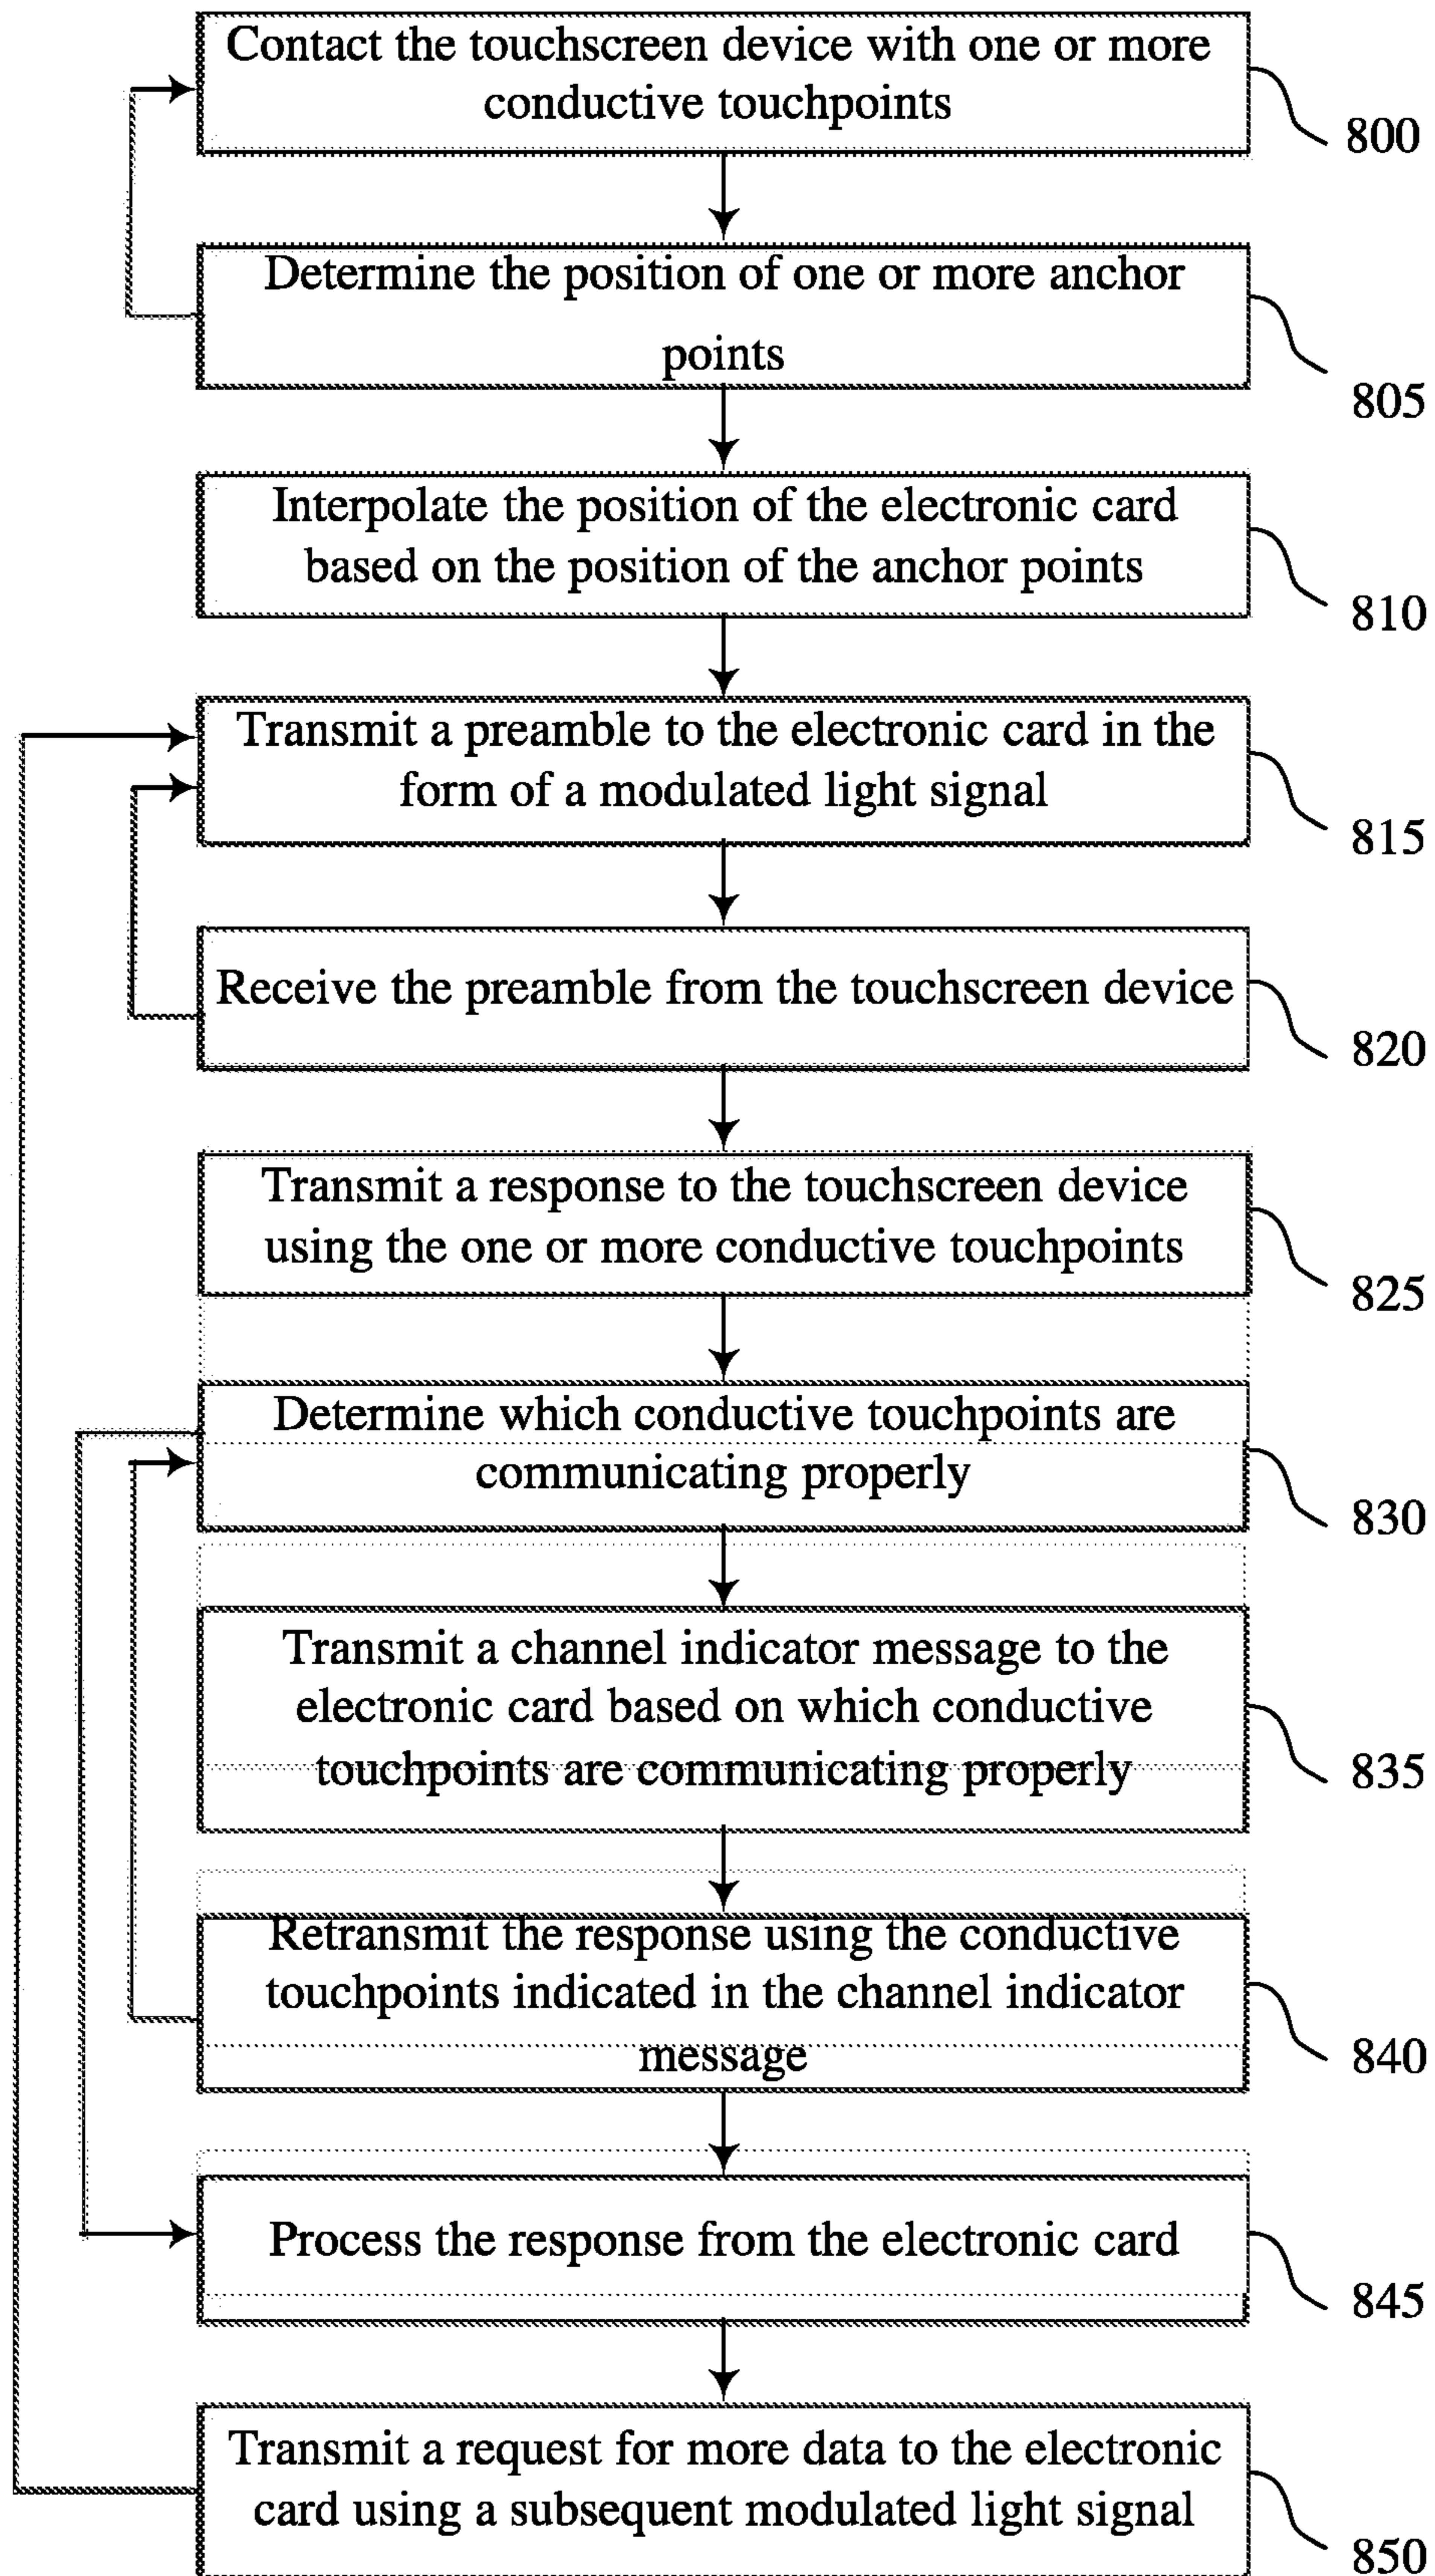 Contact the touchscreen device with one or more
conductive touchpoints
800
Determine the position of one or more anchor
points
805
Interpolate the position of the electronic card
based on the position of the anchor points
810
Transmit a preamble to the electronic card in the
form of a modulated light signal
815
Receive the preamble from the touchscreen device
820
Transmit a response to the touchscreen device
using the one or more conductive touchpoints
825
Determine which conductive touchpoints are
communicating properly
830
Transmit a channel indicator message to the
electronic card based on which conductive
touchpoints are communicating properly
835
Retransmit the response using the conductive
touchpoints indicated in the channel indicator
message
840
Process the response from the electronic card
845
Transmit a request for more data to the electronic
card using a subsequent modulated light signal
850